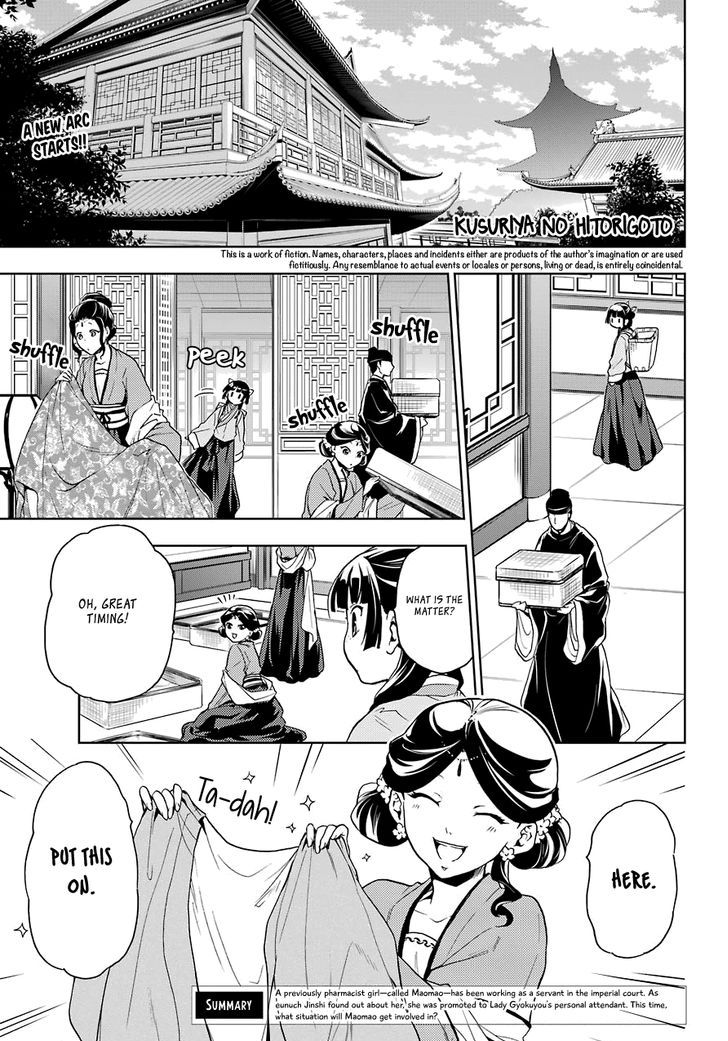 A NEW ARC
STARTS!!
KUSURIYA NO HITORIGOTO
This is a work of fiction. Names, characters, places and incidents either are products of the author's imagination or are used
fictitiously. Any resemblance to actual events or locales or persons, living or dead, is entirely coincidental.
shuffle
shuffle
peek
shuffle
WHAT IS THE
MATTER?
OH, GREAT
TIMING!
Ta-dah!
HERE.
PUT THIS
ON.
SUMMARY
A previously pharmacist girl—called Maomao—has been working as a servant in the imperial court. As
eunuch Jinshi found out about her, she was promoted to Lady Gyokuyou's personal attendant. This time,
what situation will Maomao get involved in?